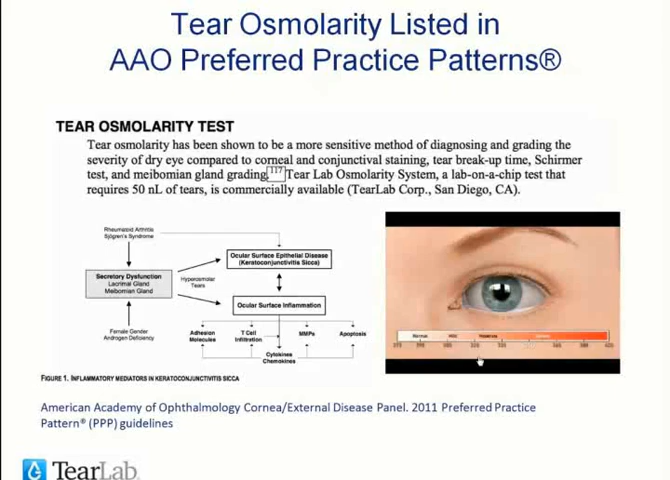 Tear Osmolarity Listed in
AAO Preferred Practice Patterns®
TEAR OSMOLARITY TEST
Tear osmolarity has been shown to be a more sensitive method of diagnosing and grading the
severity of dry eye compared to corneal and conjunctival staining, tear break-up time, Schirmer
test, and meibomian gland grading.117 Tear Lab Osmolarity System, a lab-on-a-chip test that
requires 50 nL of tears, is commercially available (TearLab Corp., San Diego, CA).
Rheumatoid Arthritis
Sjögren's Syndrome
Ocular Surface Epithelial Disease
(Keratoconjunctivitis Sicca)
Secretory Dysfunction
Lacrimal Gland
Meibomian Gland
Hyperosmolar
Tears
Ocular Surface Inflammation
Female Gender
Androgen Deficiency
Adhesion
Molecules
T Cell
Infiltration
MMPs
Apoptosis
Cytokines
Chemokines
Normal Mild
FIGURE 1. INFLAMMATORY MEDIATORS IN KERATOCONJUNCTIVITIS SICCA
American Academy of Ophthalmology Cornea/External Disease Panel. 2011 Preferred Practice
Pattern® (PPP) guidelines
TearLab